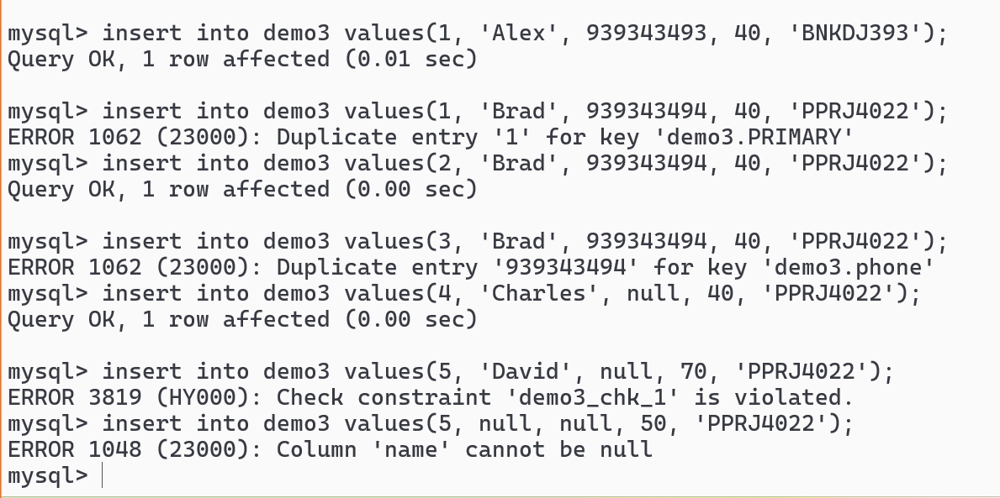 mysql> insert into demo3 values(1, 'Alex', 939343493, 40, 'BNKDJ393');
Query OK, 1 row affected (0.01 sec)
mysql> insert into demo3 values(1, 'Brad', 939343494, 40, 'PPRJ4022');
ERROR 1062 (23000): Duplicate entry '1' for key 'demo3.PRIMARY'
mysql> insert into demo3 values(2, 'Brad', 939343494, 40, 'PPRJ4022');
Query OK, 1 row affected (0.00 sec)
mysql> insert into demo3 values(3, 'Brad', 939343494, 40, 'PPRJ4022');
ERROR 1062 (23000): Duplicate entry '939343494' for key 'demo3.phone'
mysql> insert into demo3 values(4, 'Charles', null, 40, 'PPRJ4022');
Query OK, 1 row affected (0.00 sec)
mysql> insert into demo3 values(5, 'David', null, 70, 'PPRJ4022');
ERROR 3819 (HY000): Check constraint 'demo3_chk_1' is violated.
mysql> insert into demo3 values(5, null, null, 50, 'PPRJ4022');
ERROR 1048 (23000): Column 'name' cannot be null
mysql>